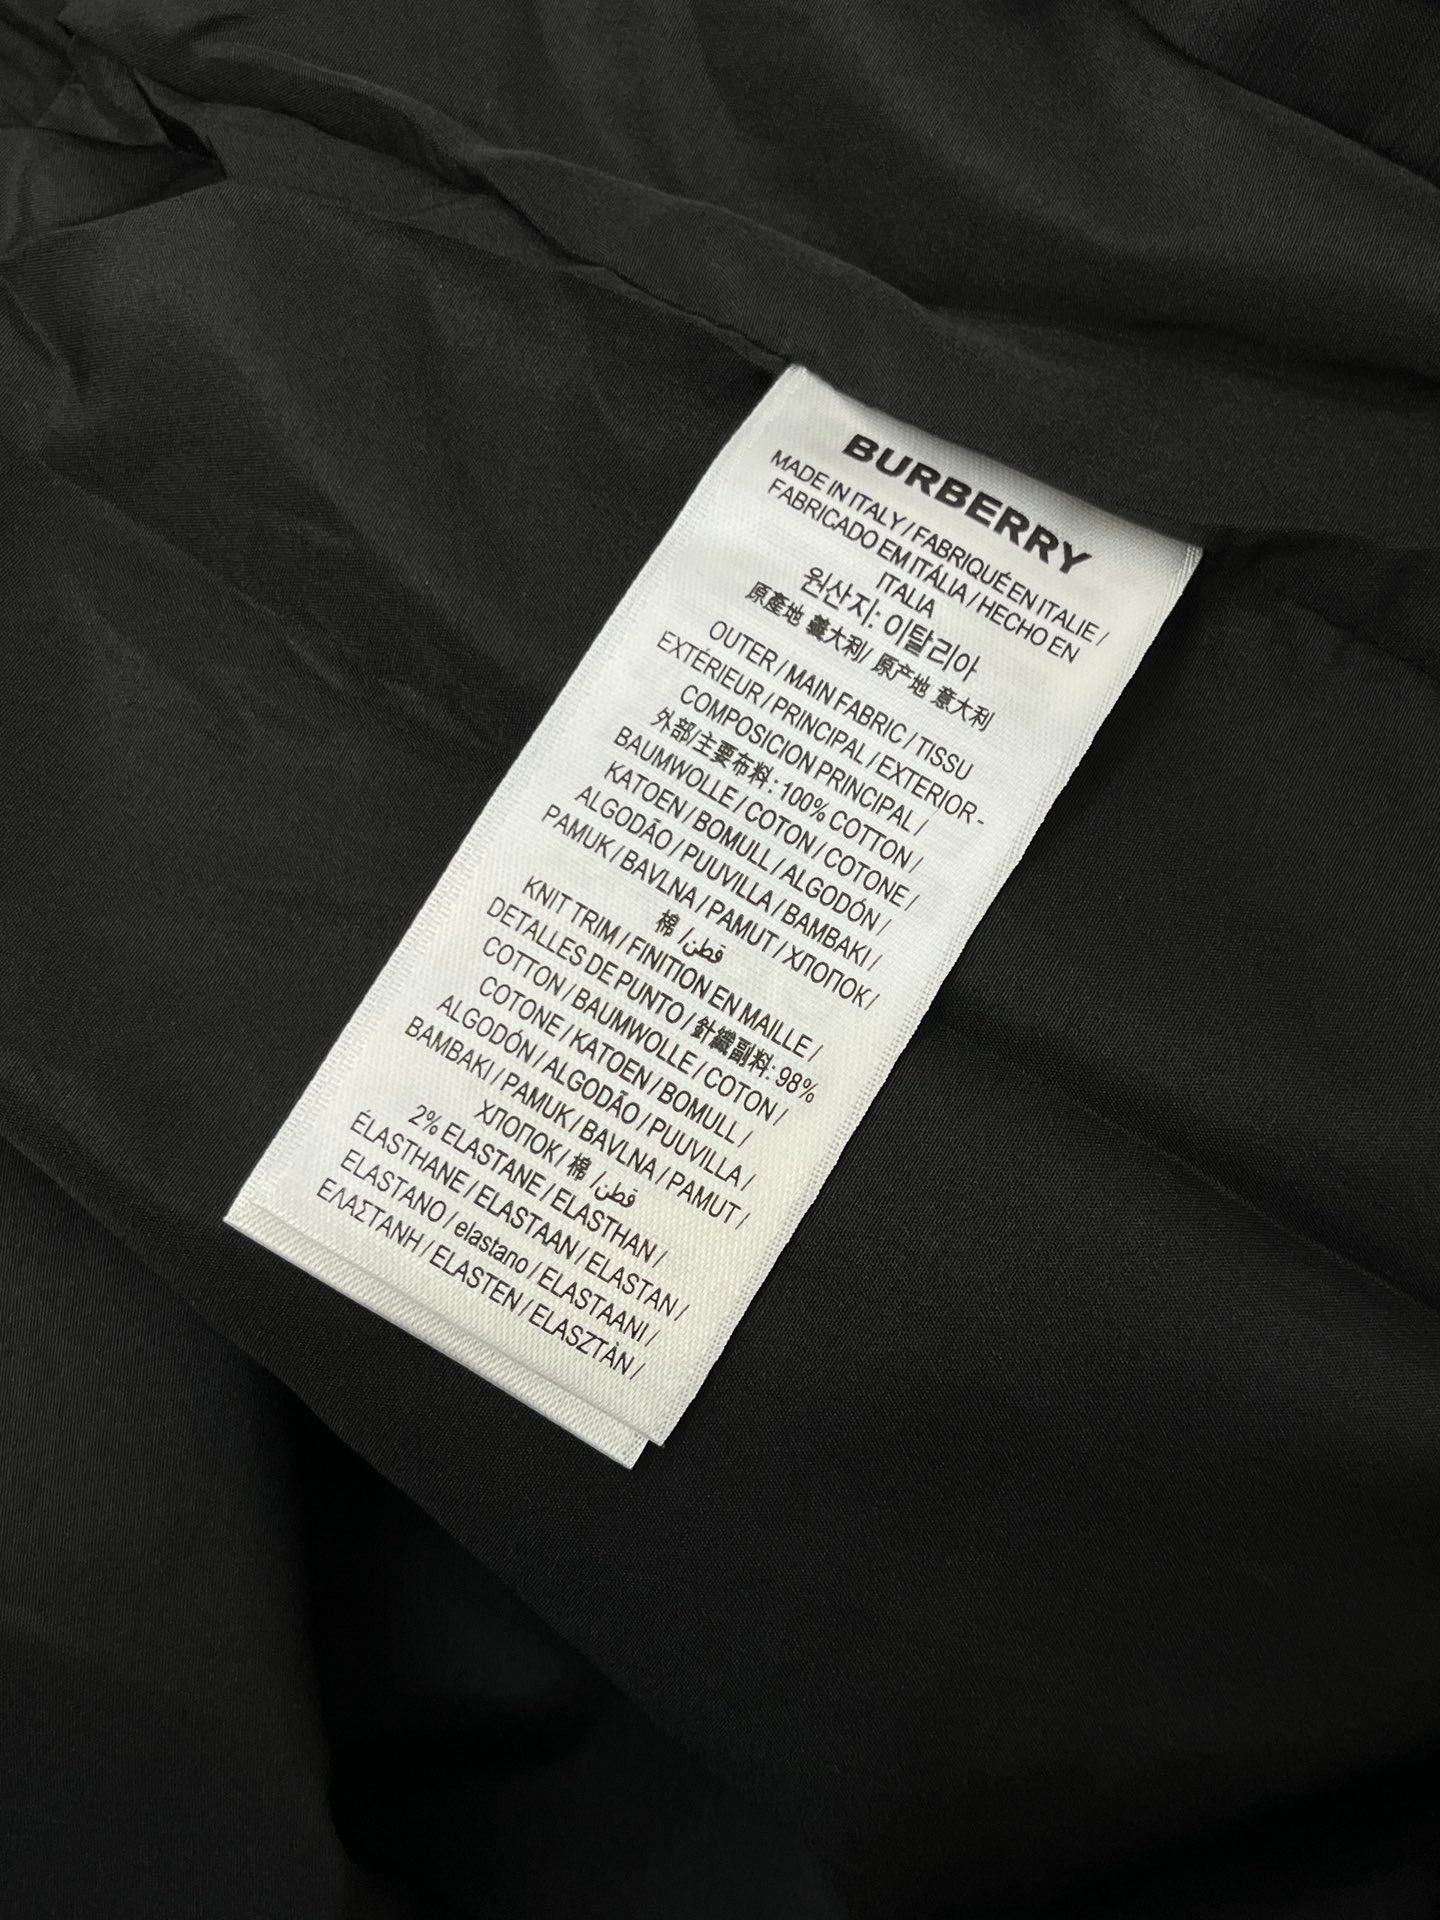 BURBERRY
MADE IN ITALY / FABRIQUÉ EN ITALIE /
FABRICADO EM ITÁLIA / HECHO EN
ITALIA
원산지: 이탈리아
原產地 義大利/ 原产地 意大利
OUTER / MAIN FABRIC / TISSU
EXTÉRIEUR / PRINCIPAL / EXTERIOR -
COMPOSICION PRINCIPAL /
外部/主要布料: 100% COTTON /
BAUMWOLLE / COTON / COTONE /
KATOEN / BOMULL / ALGODÓN /
ALGODÃO / PUUVILLA / BAMBAKI /
PAMUK / BAVLNA / PAMUT / ХЛОПОК /
棉 /قطن
KNIT TRIM / FINITION EN MAILLE /
DETALLES DE PUNTO / 針織副料: 98%
COTTON / BAUMWOLLE / COTON /
COTONE / KATOEN / BOMULL /
ALGODÓN / ALGODÃO / PUUVILLA /
BAMBAKI / PAMUK / BAVLNA / PAMUT /
ХЛОПОК / 棉 /قطن
2% ELASTANE / ELASTHAN /
ÉLASTHANE / ELASTAAN / ELASTAN /
ELASTANO / elastano / ELASTAANI /
ΕΛΑΣΤΑΝΗ / ELASTEN / ELASZTÀN /